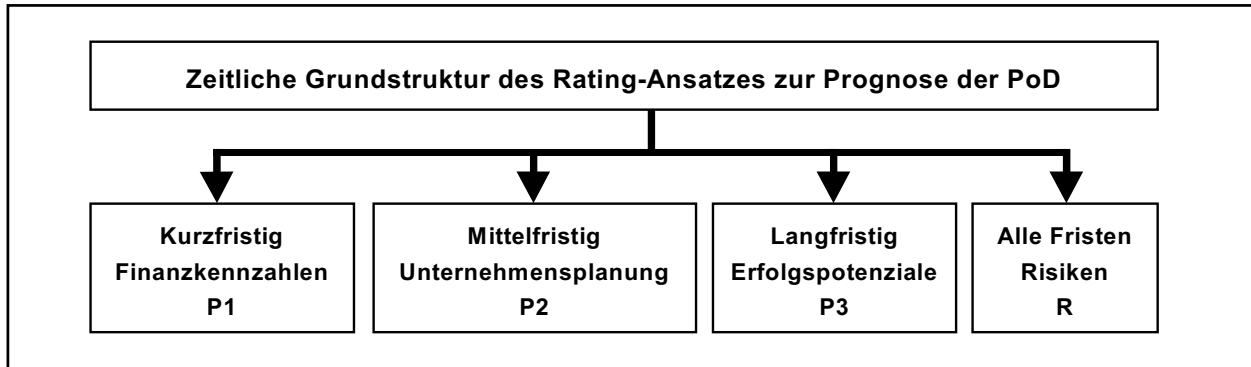 Zeitliche Grundstruktur des Rating-Ansatzes zur Prognose der PoD
Kurzfristig
Finanzkennzahlen
P1
Mittelfristig
Unternehmensplanung
P2
Langfristig
Erfolgspotenziale
P3
Alle Fristen
Risiken
R